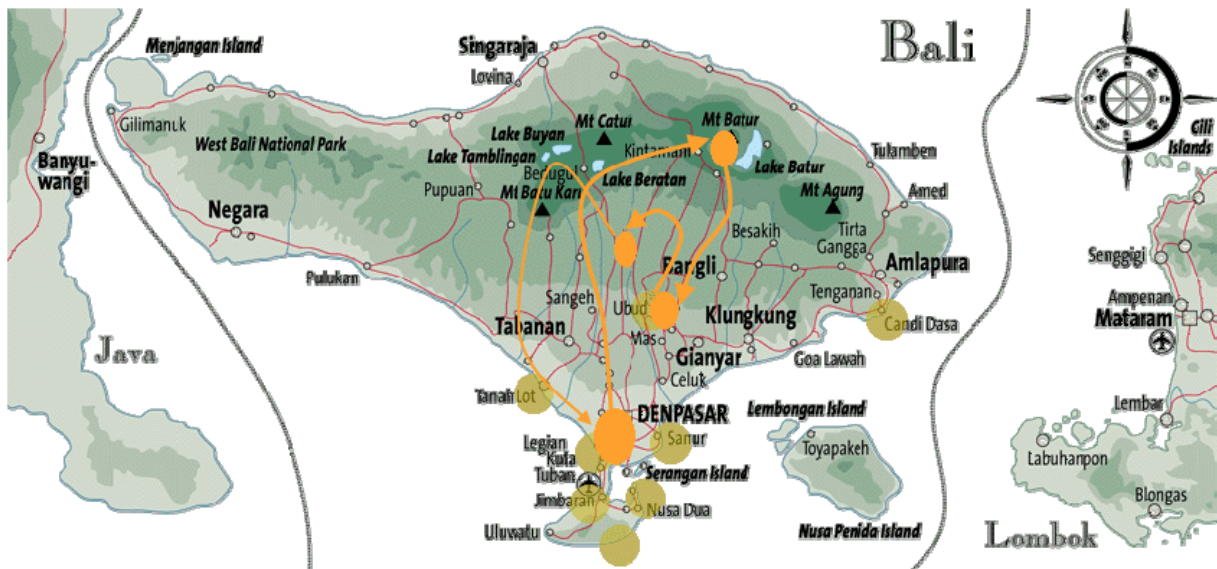 Bali
Menjangan Island
Singaraja
Lovina
Gilimanuk
West Bali National Park
Lake Buyan
Mt Catur
Mt Batur
Gili
Islands
Banyu-
wangi
Lake Tamblingan
Kintamani
Bedugul
Lake Beratan
Lake Batur
Tulamben
Pupuan
Mt Batu Karu
Mt Agung
Amed
Negara
Besakih
Tirta
Gangga
Senggigi
Pulukan
Bangli
Amlapura
Sangeh
Ubud
Tenganan
Ampenan
Tabanan
Klungkung
Candi Dasa
Mataram
Java
Mas
Gianyar
Goa Lawah
Celuk
Tanah Lot
DENPASAR
Lembongan Island
Lembar
Legian
Sanur
Kuta
Toyapakeh
Labuhanpon
Tuban
Serangan Island
Jimbaran
Nusa Dua
Blongas
Uluwatu
Nusa Penida Island
Lombok